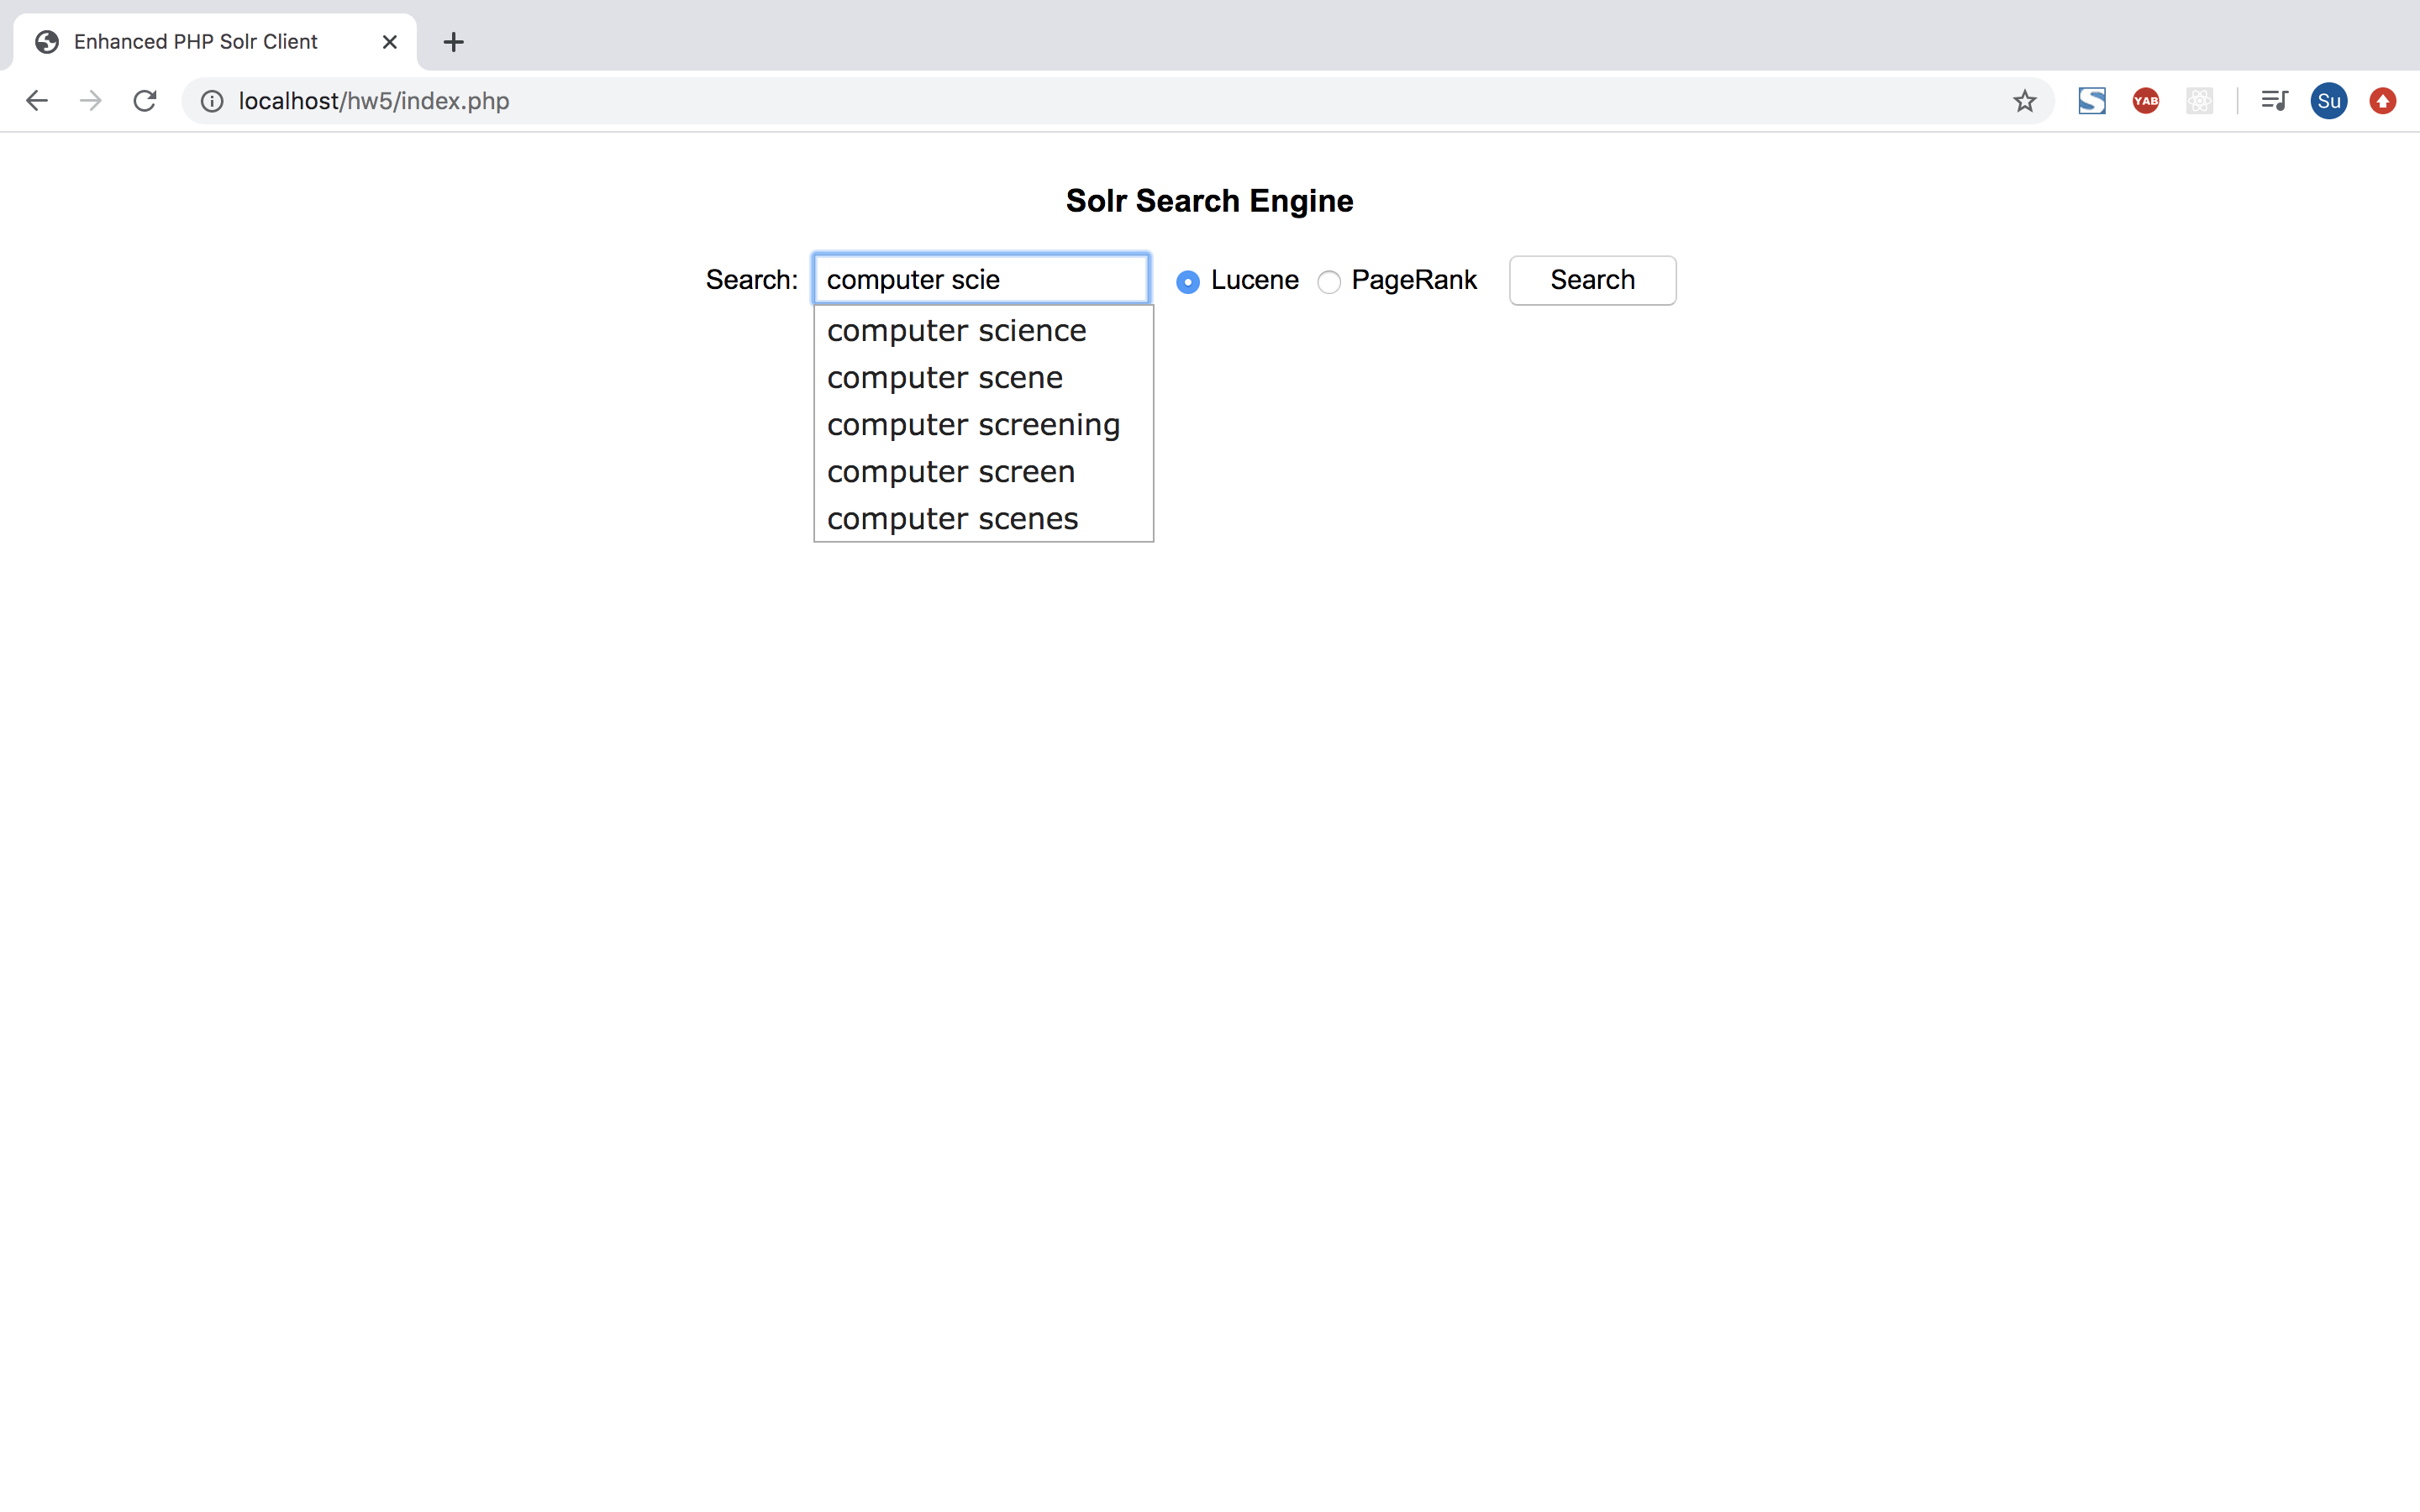 Enhanced PHP Solr Client
localhost/hw5/index.php
YAB
Su
Solr Search Engine
Search: computer scie Lucene PageRank Search
computer science
computer scene
computer screening
computer screen
computer scenes